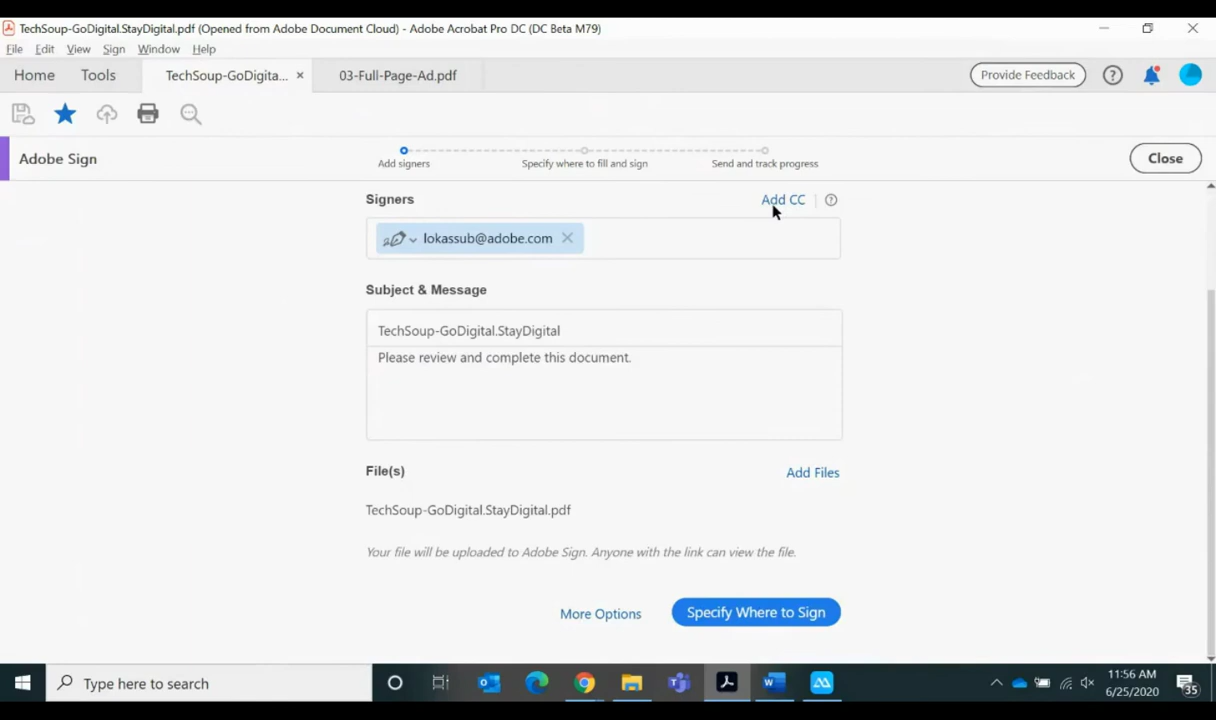 TechSoup-GoDigital.StayDigital.pdf (Opened from Adobe Document Cloud) - Adobe Acrobat Pro DC (DC Beta M79)
File Edit View Sign Window Help
Home Tools TechSoup-GoDigita... × 03-Full-Page-Ad.pdf Provide Feedback
Adobe Sign Add signers Specify where to fill and sign Send and track progress Close
Signers Add CC
lokassub@adobe.com
Subject & Message
TechSoup-GoDigital.StayDigital
Please review and complete this document.
File(s) Add Files
TechSoup-GoDigital.StayDigital.pdf
Your file will be uploaded to Adobe Sign. Anyone with the link can view the file.
More Options Specify Where to Sign
Type here to search
11:56 AM
6/25/2020
35